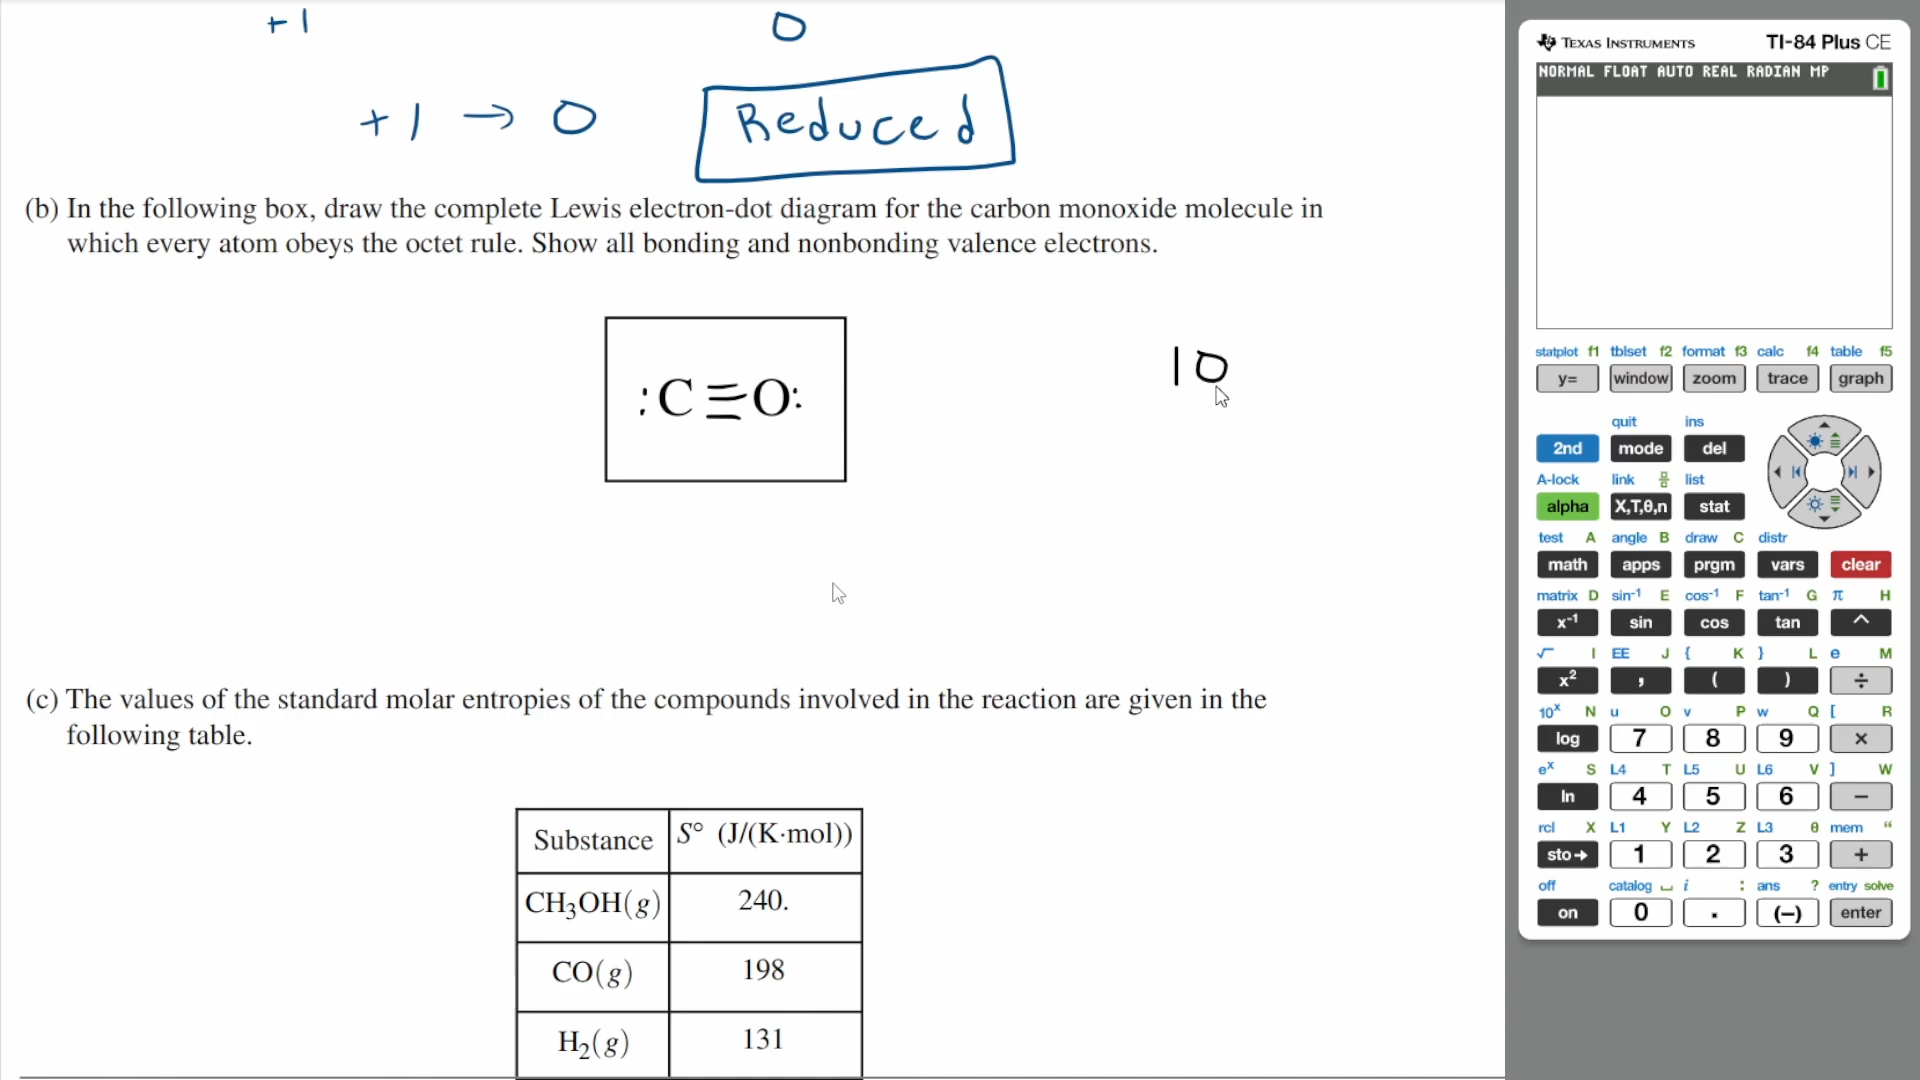 +1 0
+1 → 0 Reduced
(b) In the following box, draw the complete Lewis electron-dot diagram for the carbon monoxide molecule in
which every atom obeys the octet rule. Show all bonding and nonbonding valence electrons.
:C≡O:
10
(c) The values of the standard molar entropies of the compounds involved in the reaction are given in the
following table.
Substance S° (J/(K·mol))
CH₃OH(g) 240.
CO(g) 198
H₂(g) 131
TEXAS INSTRUMENTS TI-84 Plus CE
NORMAL FLOAT AUTO REAL RADIAN MP
statplot f1 tblset f2 format f3 calc f4 table f5
y= window zoom trace graph
quit ins
2nd mode del
A-lock link list
alpha X,T,θ,n stat
test A angle B draw C distr
math apps prgm vars clear
matrix D sin⁻¹ E cos⁻¹ F tan⁻¹ G π H
x⁻¹ sin cos tan ^
√ I EE J { K } L e M
x² , ( ) ÷
10ˣ N u O v P w Q [ R
log 7 8 9 ×
eˣ S L4 T L5 U L6 V ] W
ln 4 5 6 −
rcl X L1 Y L2 Z L3 θ mem “
sto→ 1 2 3 +
off catalog ⎵ i : ans ? entry solve
on 0 . (−) enter